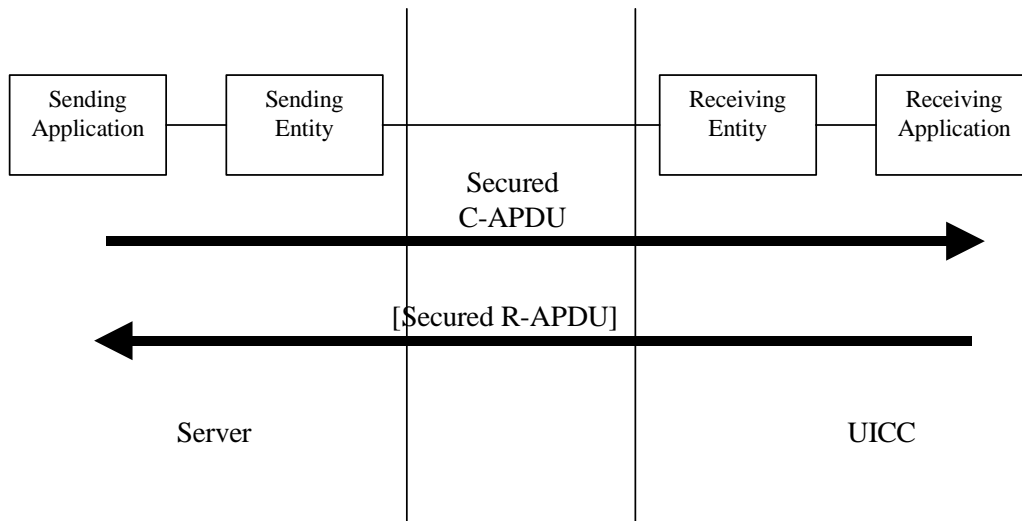 Sending
Application
Sending
Entity
Receiving
Entity
Receiving
Application
Secured
C-APDU
[Secured R-APDU]
Server
UICC